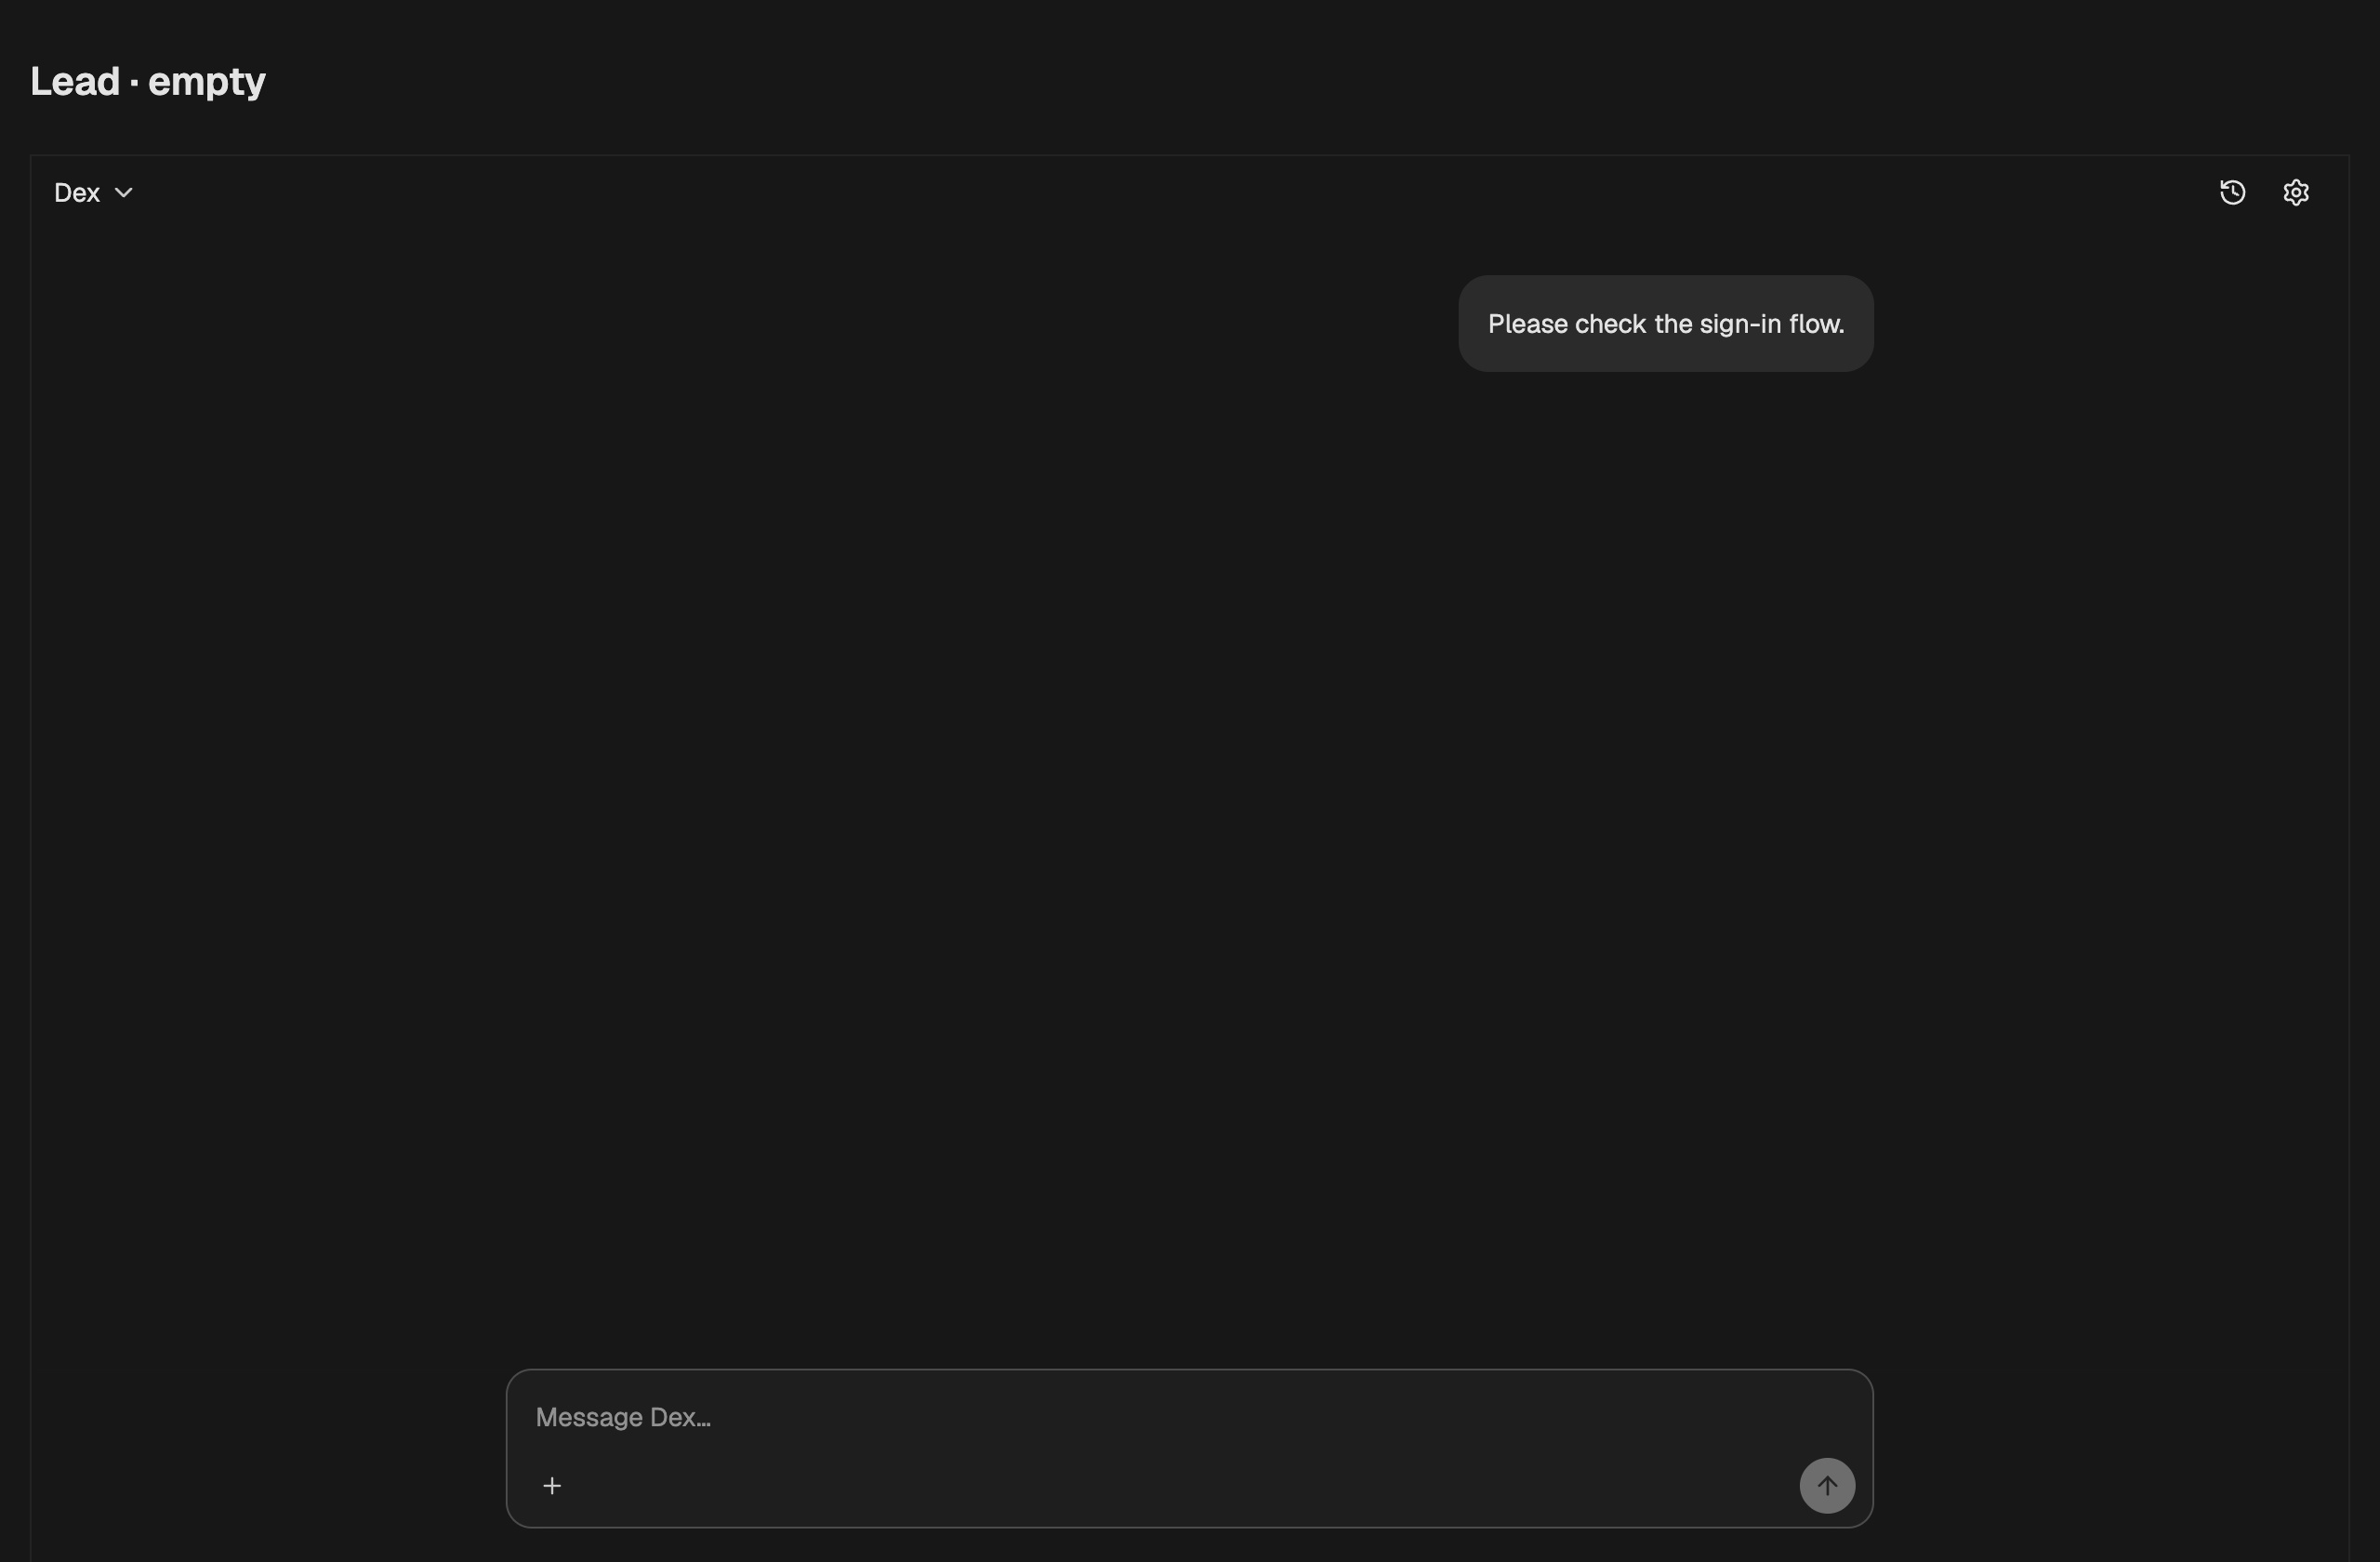 Lead · empty
Dex
Please check the sign-in flow.
Message Dex...